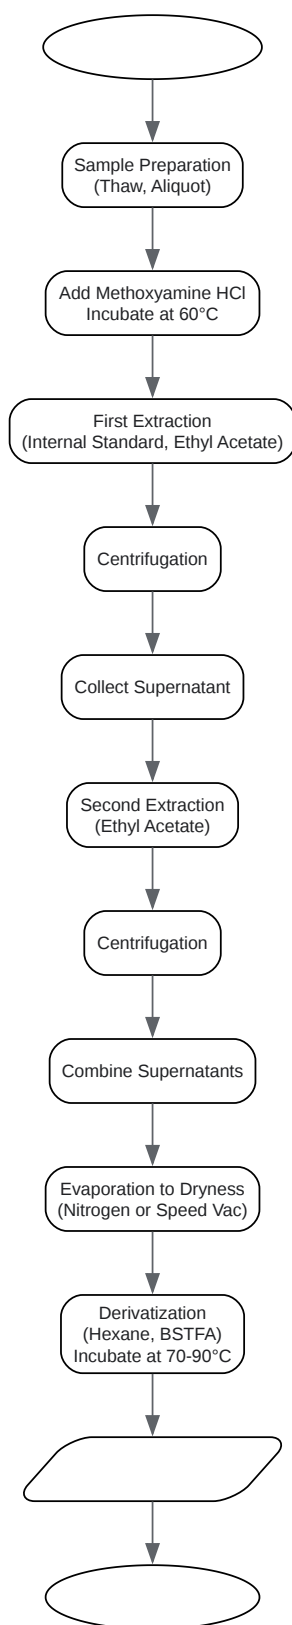 Sample Preparation
(Thaw, Aliquot)
Add Methoxyamine HCl
Incubate at 60°C
First Extraction
(Internal Standard, Ethyl Acetate)
Centrifugation
Collect Supernatant
Second Extraction
(Ethyl Acetate)
Centrifugation
Combine Supernatants
Evaporation to Dryness
(Nitrogen or Speed Vac)
Derivatization
(Hexane, BSTFA)
Incubate at 70-90°C